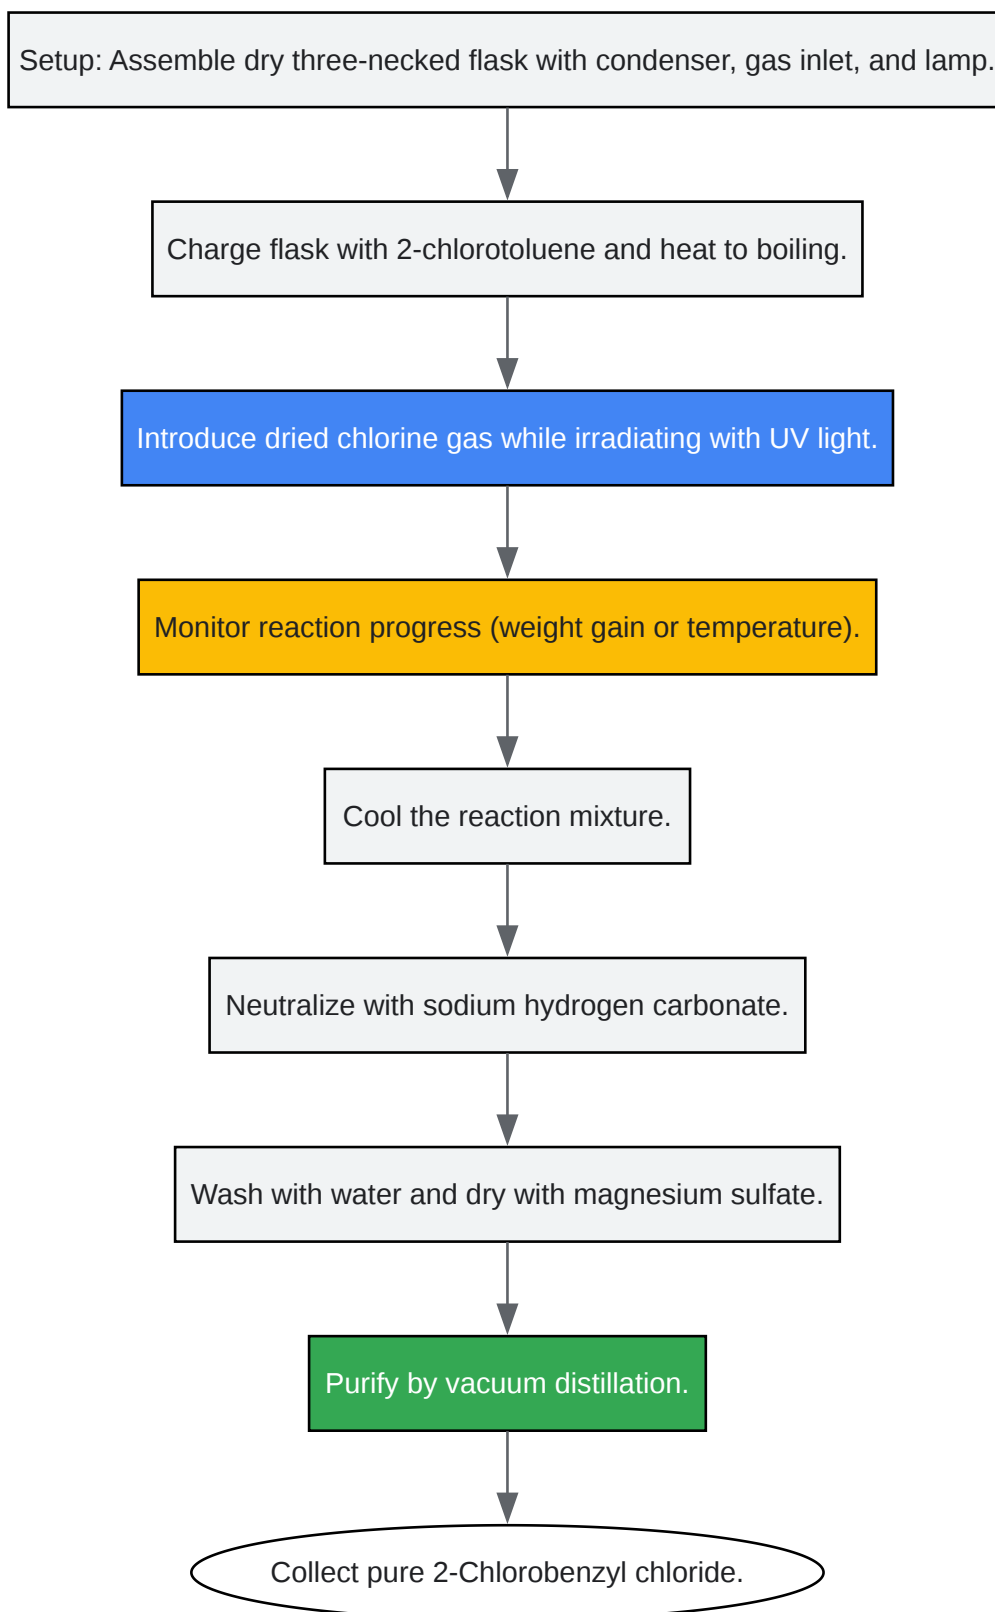 Setup: Assemble dry three-necked flask with condenser, gas inlet, and lamp.
Charge flask with 2-chlorotoluene and heat to boiling.
Introduce dried chlorine gas while irradiating with UV light.
Monitor reaction progress (weight gain or temperature).
Cool the reaction mixture.
Neutralize with sodium hydrogen carbonate.
Wash with water and dry with magnesium sulfate.
Purify by vacuum distillation.
Collect pure 2-Chlorobenzyl chloride.